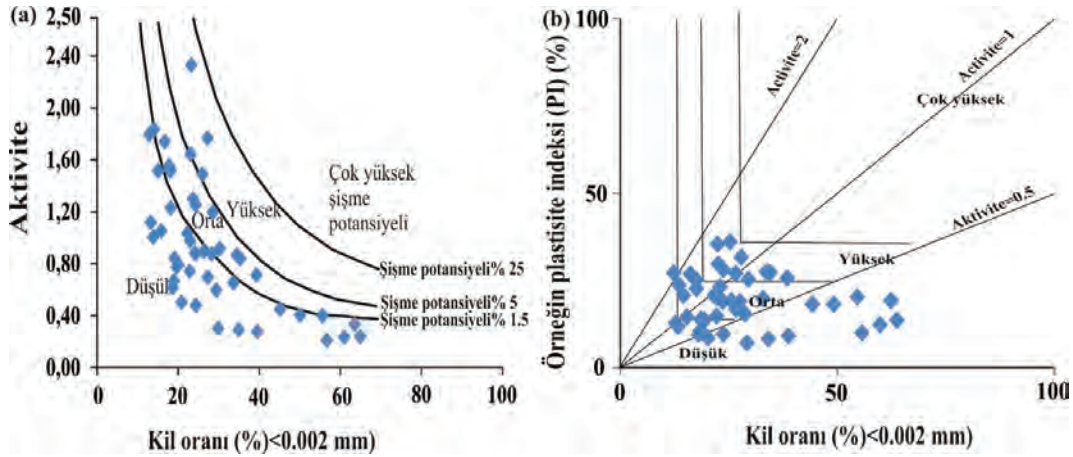 (a)
2,50
2,40
2,00
1,60
1,20
0,80
0,40
0,00
0
20
40
60
80
100
Aktivite
Kil oranı (%)<0.002 mm)
Düşük
Orta
Yüksek
Çok yüksek
şişme
potansiyeli
Şişme potansiyeli% 25
Şişme potansiyeli% 5
Şişme potansiyeli% 1.5
(b)
100
50
0
0
50
100
Örneğin plastisite indeksi (PI) (%)
Kil oranı (%)<0.002 mm)
Activite=2
Activite=1
Aktivite=0.5
Çok yüksek
Yüksek
Orta
Düşük